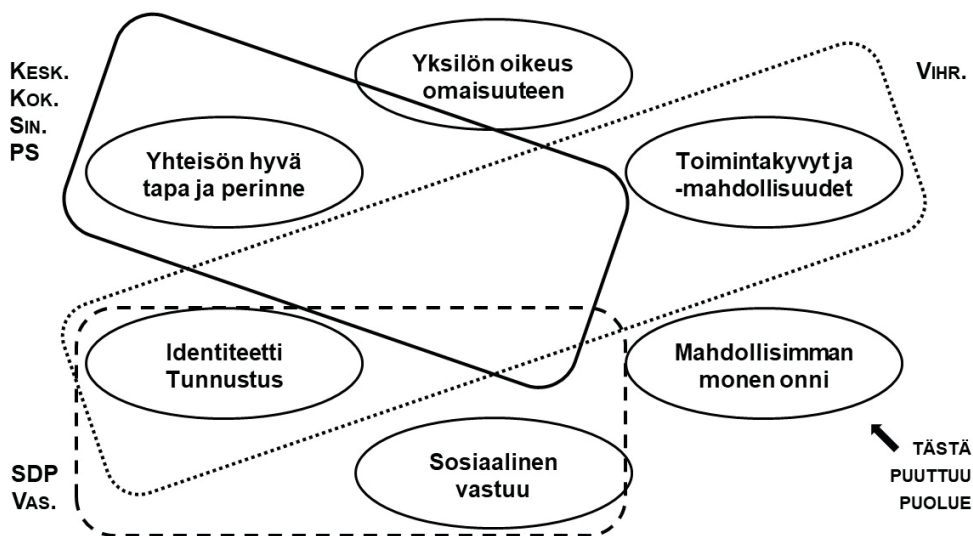 KESK.
KOK.
SIN.
PS
Yksilön oikeus
omaisuuteen
VIHR.
Yhteisön hyvä
tapa ja perinne
Toimintakyvyt ja
-mahdollisuudet
Identiteetti
Tunnustus
Mahdollisimman
monen onni
SDP
VAS.
Sosiaalinen
vastuu
TÄSTÄ
PUUTTUU
PUOLUE